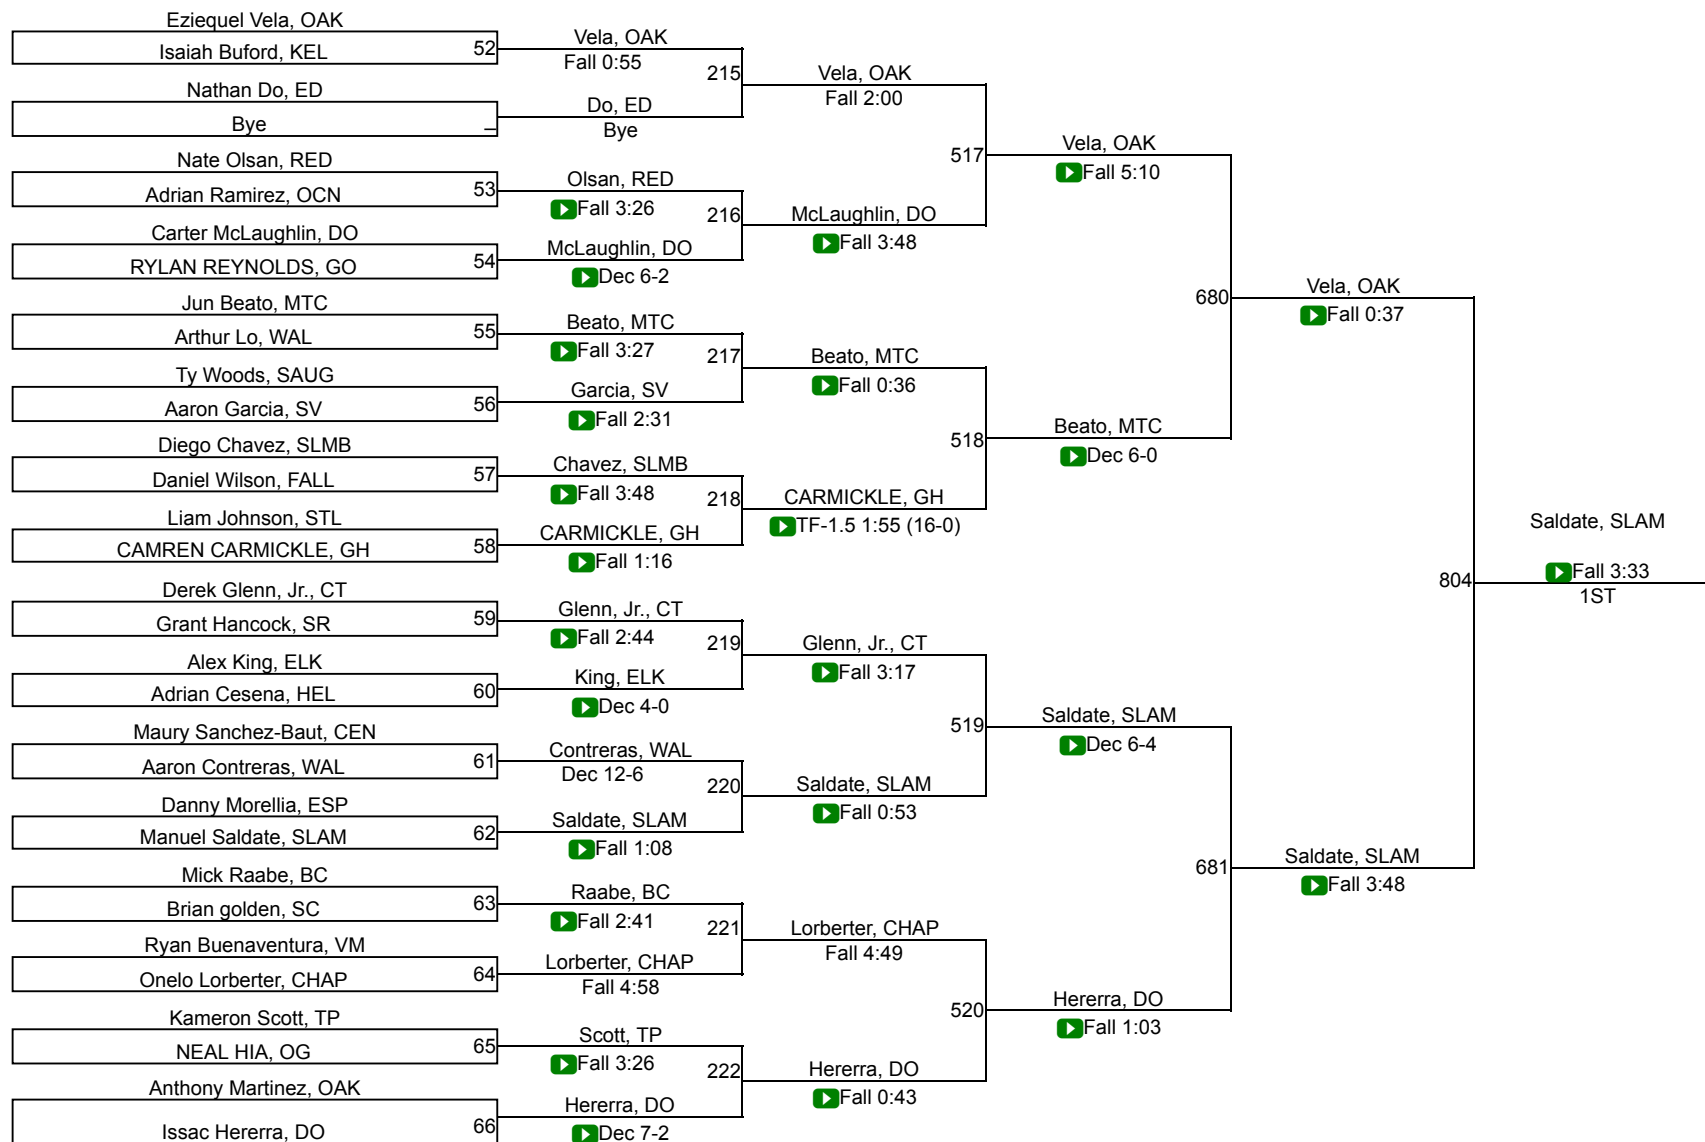 Eziequel Vela, OAK
Isaiah Buford, KEL
52
Nathan Do, ED
Bye
_
Nate Olsan, RED
Adrian Ramirez, OCN
53
Carter McLaughlin, DO
RYLAN REYNOLDS, GO
54
Jun Beato, MTC
Arthur Lo, WAL
55
Ty Woods, SAUG
Aaron Garcia, SV
56
Diego Chavez, SLMB
Daniel Wilson, FALL
57
Liam Johnson, STL
CAMREN CARMICKLE, GH
58
Derek Glenn, Jr., CT
Grant Hancock, SR
59
Alex King, ELK
Adrian Cesena, HEL
60
Maury Sanchez-Baut, CEN
Aaron Contreras, WAL
61
Danny Morellia, ESP
Manuel Saldate, SLAM
62
Mick Raabe, BC
Brian golden, SC
63
Ryan Buenaventura, VM
Onelo Lorberter, CHAP
64
Kameron Scott, TP
NEAL HIA, OG
65
Anthony Martinez, OAK
Issac Hererra, DO
66
Vela, OAK
Fall 0:55
215
Do, ED
Bye
Olsan, RED
Fall 3:26
216
McLaughlin, DO
Dec 6-2
Beato, MTC
Fall 3:27
217
Garcia, SV
Fall 2:31
Chavez, SLMB
Fall 3:48
218
CARMICKLE, GH
Fall 1:16
Glenn, Jr., CT
Fall 2:44
219
King, ELK
Dec 4-0
Contreras, WAL
Dec 12-6
220
Saldate, SLAM
Fall 1:08
Raabe, BC
Fall 2:41
221
Lorberter, CHAP
Fall 4:58
Scott, TP
Fall 3:26
222
Hererra, DO
Dec 7-2
Vela, OAK
Fall 2:00
517
McLaughlin, DO
Fall 3:48
Beato, MTC
Fall 0:36
518
CARMICKLE, GH
TF-1.5 1:55 (16-0)
Glenn, Jr., CT
Fall 3:17
519
Saldate, SLAM
Fall 0:53
Lorberter, CHAP
Fall 4:49
520
Hererra, DO
Fall 0:43
Vela, OAK
Fall 5:10
680
Beato, MTC
Dec 6-0
Saldate, SLAM
Dec 6-4
681
Hererra, DO
Fall 1:03
Vela, OAK
Fall 0:37
804
Saldate, SLAM
Fall 3:48
Saldate, SLAM
Fall 3:33
1ST